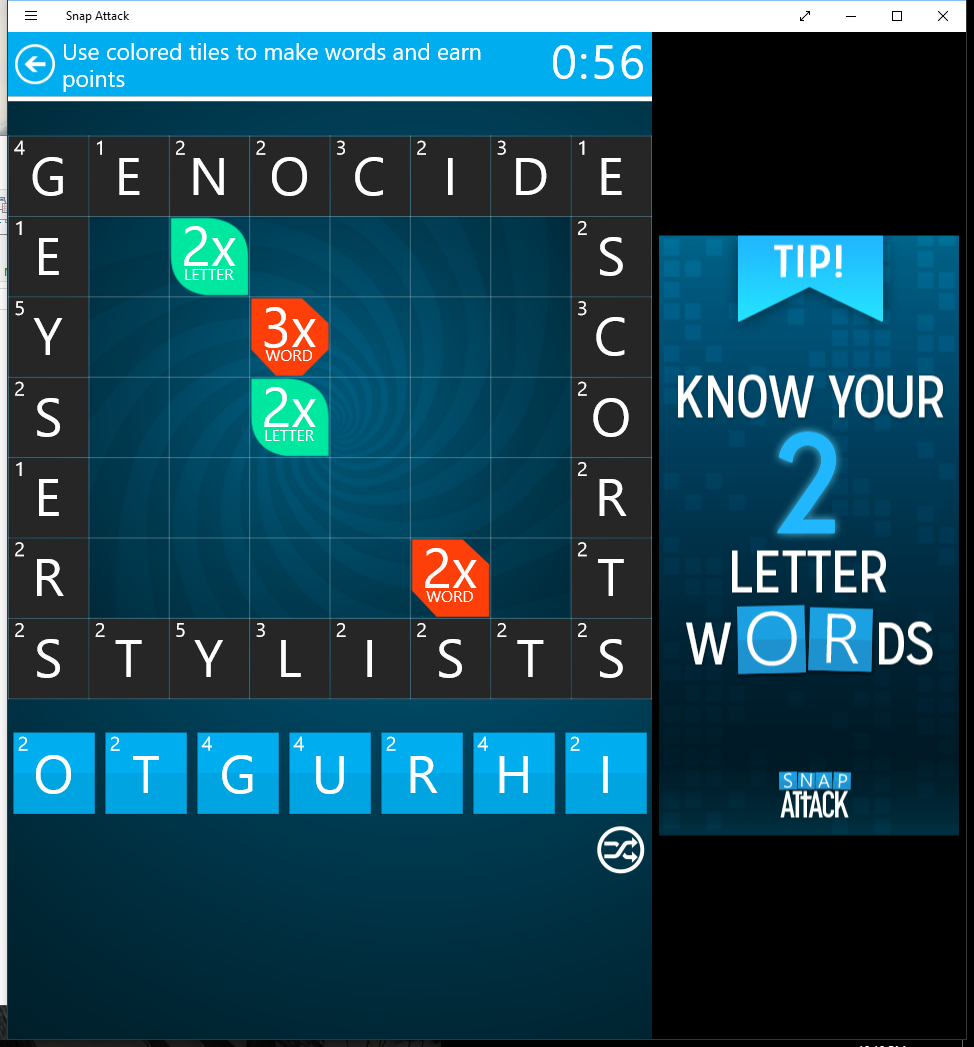 Snap Attack
Use colored tiles to make words and earn
points
0:56
4 G 1 E 2 N 2 O 3 C 2 I 3 D 1 E
1 E 2x LETTER 2 S
5 Y 3x WORD 3 C
2 S 2x LETTER 2 O
1 E 2 R
2 R 2x WORD 2 T
2 S 2 T 5 Y 3 L 2 I 2 S 2 T 2 S
2 O 2 T 4 G 4 U 2 R 4 H 2 I
TIP!
KNOW YOUR
2
LETTER
WORDS
SNAP
ATTACK